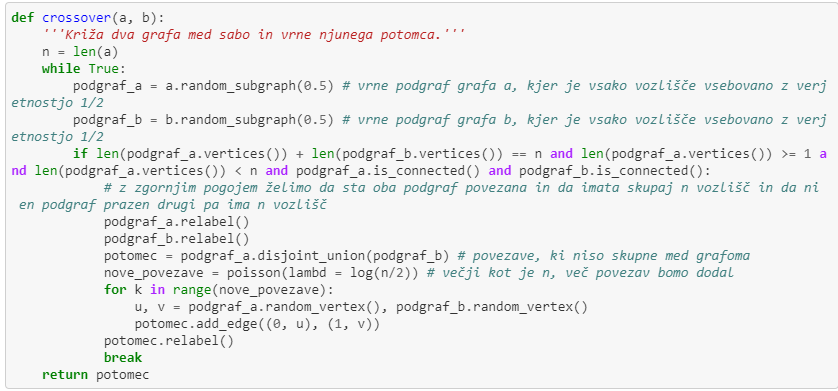 def crossover(a, b):
    '''Križa dva grafa med sabo in vrne njunega potomca.'''
    n = len(a)
    while True:
        podgraf_a = a.random_subgraph(0.5) # vrne podgraf grafa a, kjer je vsako vozlišče vsebovano z verj
etnostjo 1/2
        podgraf_b = b.random_subgraph(0.5) # vrne podgraf grafa b, kjer je vsako vozlišče vsebovano z verj
etnostjo 1/2
        if len(podgraf_a.vertices()) + len(podgraf_b.vertices()) == n and len(podgraf_a.vertices()) >= 1 a
nd len(podgraf_a.vertices()) < n and podgraf_a.is_connected() and podgraf_b.is_connected():
            # z zgornjim pogojem želimo da sta oba podgraf povezana in da imata skupaj n vozlišč in da ni
 en podgraf prazen drugi pa ima n vozlišč
            podgraf_a.relabel()
            podgraf_b.relabel()
            potomec = podgraf_a.disjoint_union(podgraf_b) # povezave, ki niso skupne med grafoma
            nove_povezave = poisson(lambd = log(n/2)) # večji kot je n, več povezav bomo dodal
            for k in range(nove_povezave):
                u, v = podgraf_a.random_vertex(), podgraf_b.random_vertex()
                potomec.add_edge((0, u), (1, v))
            potomec.relabel()
            break
    return potomec